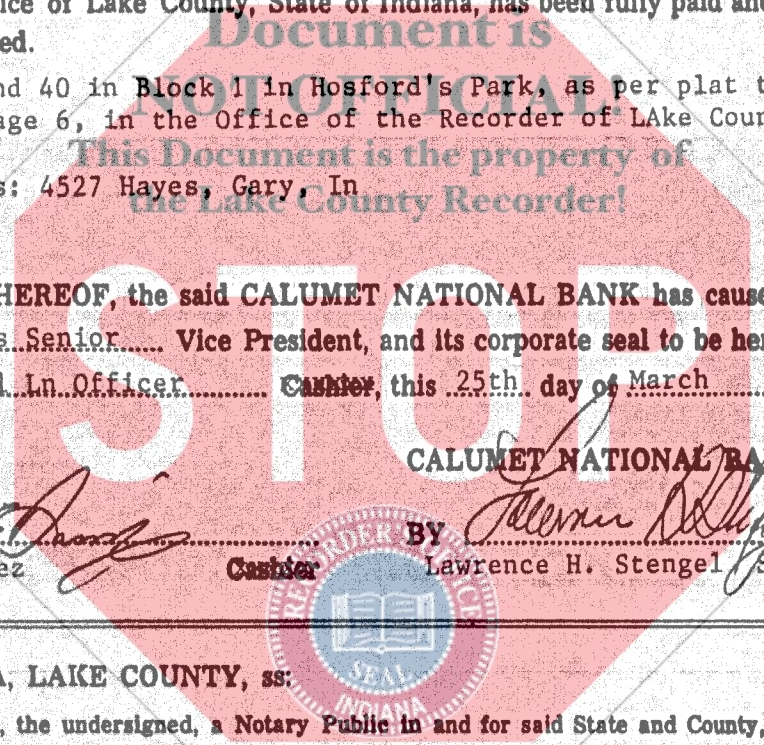 ice of Lake County, State of Indiana, has been fully paid and
ed.
Document is
nd 40 in Block 1 in Hosford's Park, as per plat t
NOT OFFICIAL!
age 6, in the Office of the Recorder of LAke Coun
This Document is the property of
s: 4527 Hayes, Gary, In
the Lake County Recorder!
STOP
HEREOF, the said CALUMET NATIONAL BANK has cause
s Senior Vice President, and its corporate seal to be her
l Ln Officer Cashier, this 25th day of March
CALUMET NATIONAL BA
BY
ez Cashier Lawrence H. Stengel S
RECORDER'S OFFICE
SEAL
INDIANA
A, LAKE COUNTY, ss:
, the undersigned, a Notary Public in and for said State and County,